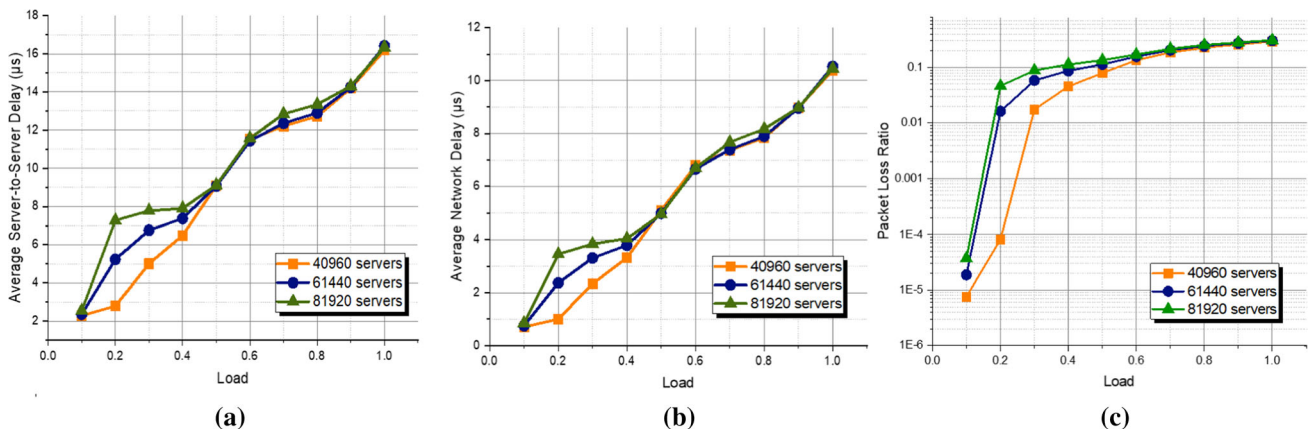 Average Server-to-Server Delay (μs)
18
16
14
12
10
8
6
4
2
0.0
0.2
0.4
0.6
0.8
1.0
Load
40960 servers
61440 servers
81920 servers
(a)
Average Network Delay (μs)
12
10
8
6
4
2
0
0.0
0.2
0.4
0.6
0.8
1.0
Load
40960 servers
61440 servers
81920 servers
(b)
Packet Loss Ratio
0.1
0.01
0.001
1E-4
1E-5
1E-6
0.0
0.2
0.4
0.6
0.8
1.0
Load
40960 servers
61440 servers
81920 servers
(c)